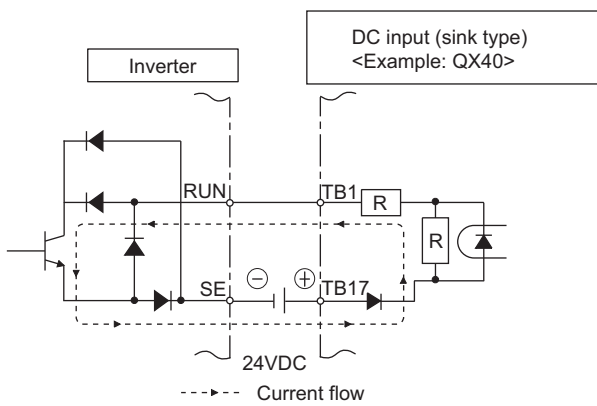 Inverter
DC input (sink type)
<Example: QX40>
RUN
TB1
R
R
SE
TB17
24VDC
Current flow